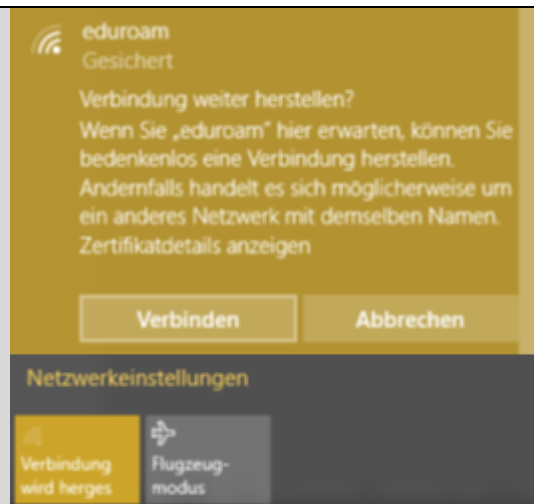 eduroam
Gesichert
Verbindung weiter herstellen?
Wenn Sie „eduroam“ hier erwarten, können Sie
bedenkenlos eine Verbindung herstellen.
Andernfalls handelt es sich möglicherweise um
ein anderes Netzwerk mit demselben Namen.
Zertifikatdetails anzeigen
Verbinden Abbrechen
Netzwerkeinstellungen
Verbindung
wird herges
Flugzeug-
modus